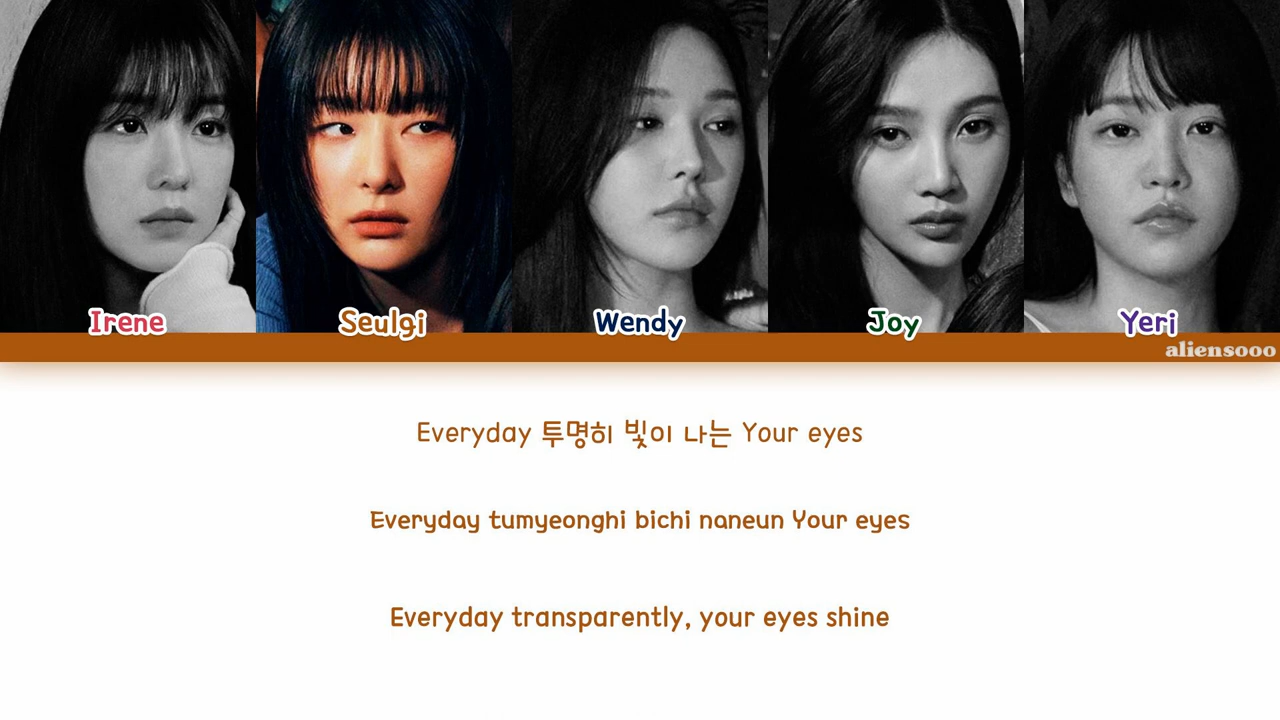 Irene
Seulgi
Wendy
Joy
Yeri
aliensooo
Everyday 투명히 빛이 나는 Your eyes
Everyday tumyeonghi bichi naneun Your eyes
Everyday transparently, your eyes shine